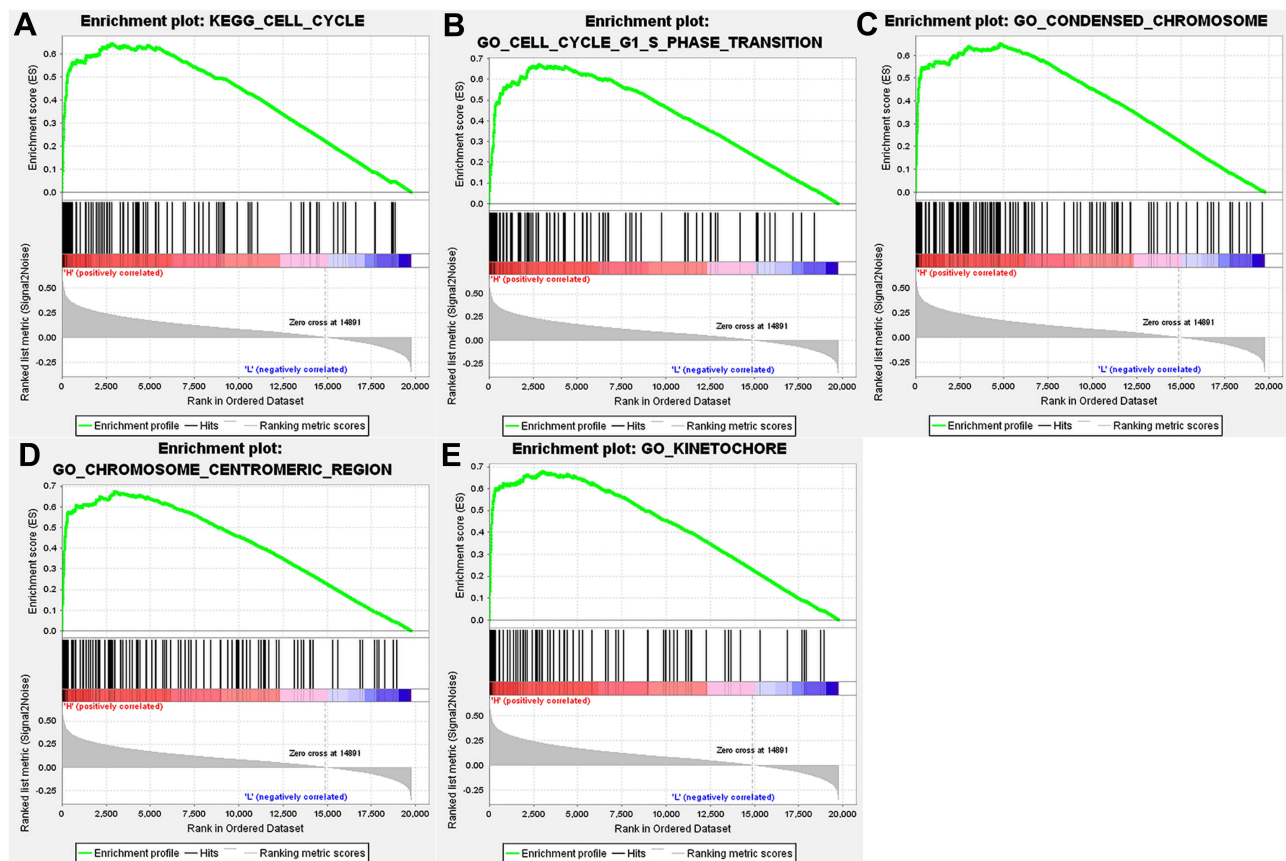 A
Enrichment plot: KEGG_CELL_CYCLE
Enrichment score (ES)
0.6
0.5
0.4
0.3
0.2
0.1
0.0
'H' (positively correlated)
Ranked list metric (Signal2Noise)
0.50
0.25
0.00
-0.25
Zero cross at 14891
'L' (negatively correlated)
0 2,500 5,000 7,500 10,000 12,500 15,000 17,500 20,000
Rank in Ordered Dataset
Enrichment profile Hits Ranking metric scores
B
Enrichment plot:
GO_CELL_CYCLE_G1_S_PHASE_TRANSITION
Enrichment score (ES)
0.7
0.6
0.5
0.4
0.3
0.2
0.1
0.0
'H' (positively correlated)
Ranked list metric (Signal2Noise)
0.50
0.25
0.00
-0.25
Zero cross at 14891
'L' (negatively correlated)
0 2,500 5,000 7,500 10,000 12,500 15,000 17,500 20,000
Rank in Ordered Dataset
Enrichment profile Hits Ranking metric scores
C
Enrichment plot: GO_CONDENSED_CHROMOSOME
Enrichment score (ES)
0.6
0.5
0.4
0.3
0.2
0.1
0.0
'H' (positively correlated)
Ranked list metric (Signal2Noise)
0.50
0.25
0.00
-0.25
Zero cross at 14891
'L' (negatively correlated)
0 2,500 5,000 7,500 10,000 12,500 15,000 17,500 20,000
Rank in Ordered Dataset
Enrichment profile Hits Ranking metric scores
D
Enrichment plot:
GO_CHROMOSOME_CENTROMERIC_REGION
Enrichment score (ES)
0.7
0.6
0.5
0.4
0.3
0.2
0.1
0.0
'H' (positively correlated)
Ranked list metric (Signal2Noise)
0.50
0.25
0.00
-0.25
Zero cross at 14891
'L' (negatively correlated)
0 2,500 5,000 7,500 10,000 12,500 15,000 17,500 20,000
Rank in Ordered Dataset
Enrichment profile Hits Ranking metric scores
E
Enrichment plot: GO_KINETOCHORE
Enrichment score (ES)
0.7
0.6
0.5
0.4
0.3
0.2
0.1
0.0
'H' (positively correlated)
Ranked list metric (Signal2Noise)
0.50
0.25
0.00
-0.25
Zero cross at 14891
'L' (negatively correlated)
0 2,500 5,000 7,500 10,000 12,500 15,000 17,500 20,000
Rank in Ordered Dataset
Enrichment profile Hits Ranking metric scores